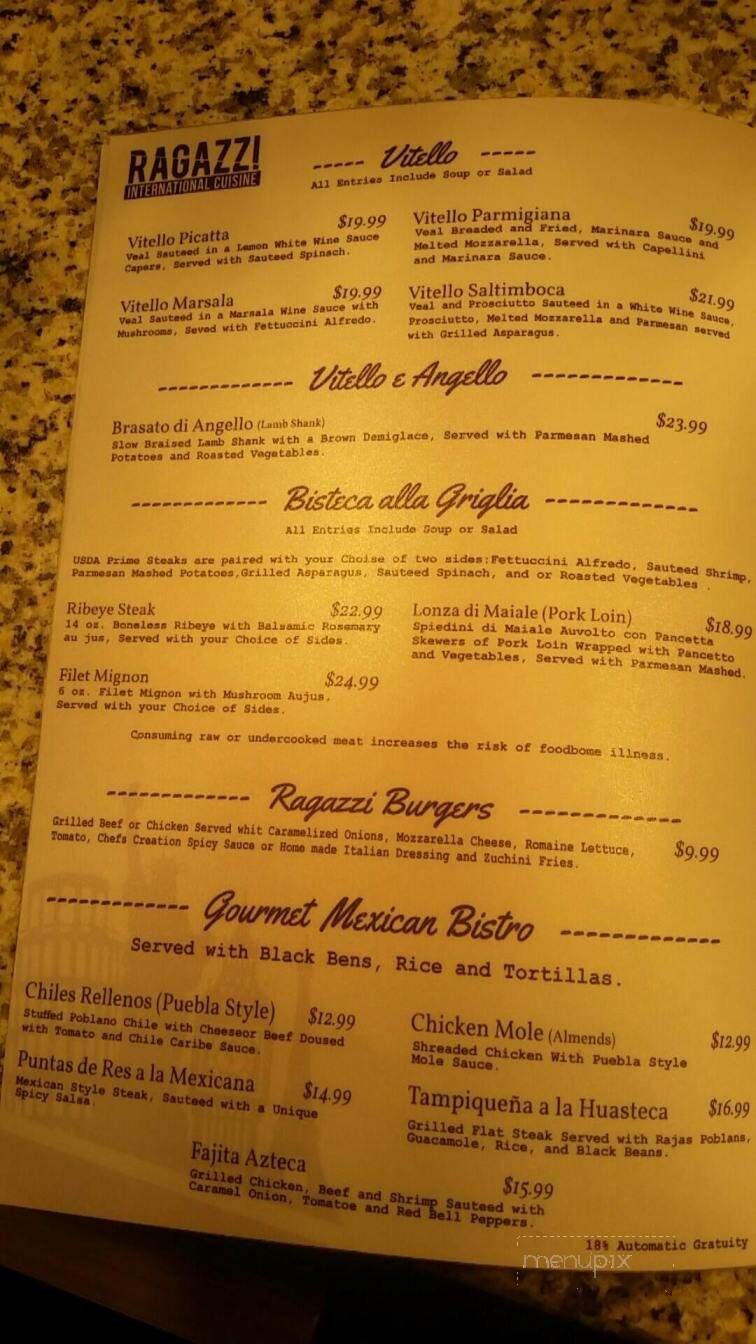 RAGAZZI
INTERNATIONAL CUISINE
----- Vitello -----
All Entries Include Soup or Salad
Vitello Picatta $19.99
Veal Sauteed in a Lemon White Wine Sauce
Capers, Served with Sauteed Spinach.
Vitello Parmigiana $19.99
Veal Breaded and Fried, Marinara Sauce and
Melted Mozzarella, Served with Capellini
and Marinara Sauce.
Vitello Marsala $19.99
Veal Sauteed in a Marsala Wine Sauce with
Mushrooms, Seved with Fettuccini Alfredo.
Vitello Saltimboca $21.99
Veal and Prosciutto Sauteed in a White Wine Sauce,
Prosciutto, Melted Mozzarella and Parmesan served
with Grilled Asparagus.
------------ Vitello e Angello ------------
Brasato di Angello (Lamb Shank) $23.99
Slow Braised Lamb Shank with a Brown Demiglace, Served with Parmesan Mashed
Potatoes and Roasted Vegetables.
------------ Bisteca alla Griglia ------------
All Entries Include Soup or Salad
USDA Prime Steaks are paired with your Choise of two sides:Fettuccini Alfredo, Sauteed Shrimp,
Parmesan Mashed Potatoes,Grilled Asparagus, Sauteed Spinach, and or Roasted Vegetables .
Ribeye Steak $22.99
14 oz. Boneless Ribeye with Balsamic Rosemary
au jus, Served with your Choice of Sides.
Lonza di Maiale (Pork Loin) $18.99
Spiedini di Maiale Auvolto con Pancetta
Skewers of Pork Loin Wrapped with Pancetto
and Vegetables, Served with Parmesan Mashed.
Filet Mignon $24.99
6 oz. Filet Mignon with Mushroom Aujus,
Served with your Choice of Sides.
Consuming raw or undercooked meat increases the risk of foodbome illness.
------------ Ragazzi Burgers ------------
Grilled Beef or Chicken Served whit Caramelized Onions, Mozzarella Cheese, Romaine Lettuce,
Tomato, Chefs Creation Spicy Sauce or Home made Italian Dressing and Zuchini Fries. $9.99
------------ Gourmet Mexican Bistro ------------
Served with Black Bens, Rice and Tortillas.
Chiles Rellenos (Puebla Style) $12.99
Stuffed Poblano Chile with Cheeseor Beef Doused
with Tomato and Chile Caribe Sauce.
Chicken Mole (Almends) $12.99
Shreaded Chicken With Puebla Style
Mole Sauce.
Puntas de Res a la Mexicana $14.99
Mexican Style Steak, Sauteed with a Unique
Spicy Salsa.
Tampiqueña a la Huasteca $16.99
Grilled Flat Steak Served with Rajas Poblans,
Guacamole, Rice, and Black Beans.
Fajita Azteca $15.99
Grilled Chicken, Beef and Shrimp Sauteed with
Caramel Onion, Tomatoe and Red Bell Peppers.
18% Automatic Gratuity
menupix